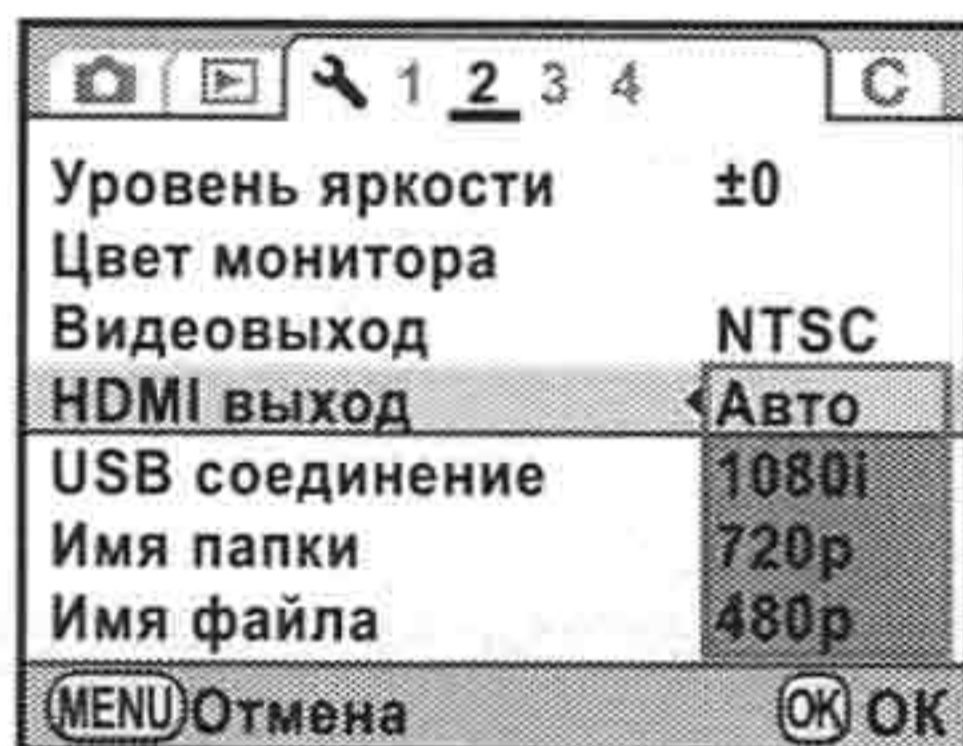 1 2 3 4 C
Уровень яркости ±0
Цвет монитора
Видеовыход NTSC
HDMI выход Авто
USB соединение 1080i
Имя папки 720p
Имя файла 480p
MENU Отмена OK OK